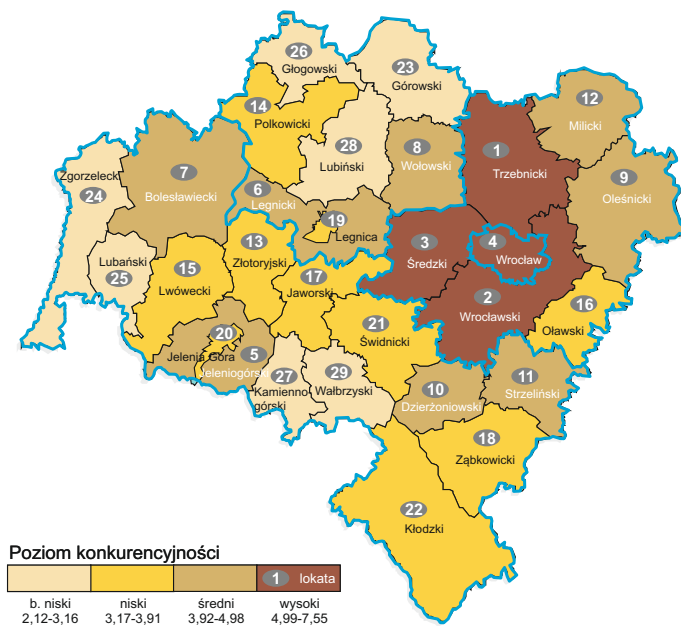 26
Głogowski
23
Górowski
14
Polkowicki
12
Milicki
28
Lubiński
8
Wołowski
1
Trzebnicki
Zgorzelecki
24
7
Bolesławiecki
6
Legnicki
9
Oleśnicki
19
Legnica
13
Złotoryjski
3
Średzki
4
Wrocław
Lubański
25
15
Lwówecki
17
Jaworski
2
Wrocławski
16
Oławski
20
Jelenia Góra
5
Jeleniogórski
21
Świdnicki
27
Kamienno-
górski
29
Wałbrzyski
10
Dzierżoniowski
11
Strzeliński
18
Ząbkowicki
22
Kłodzki
Poziom konkurencyjności
1 lokata
b. niski niski średni wysoki
2,12-3,16 3,17-3,91 3,92-4,98 4,99-7,55